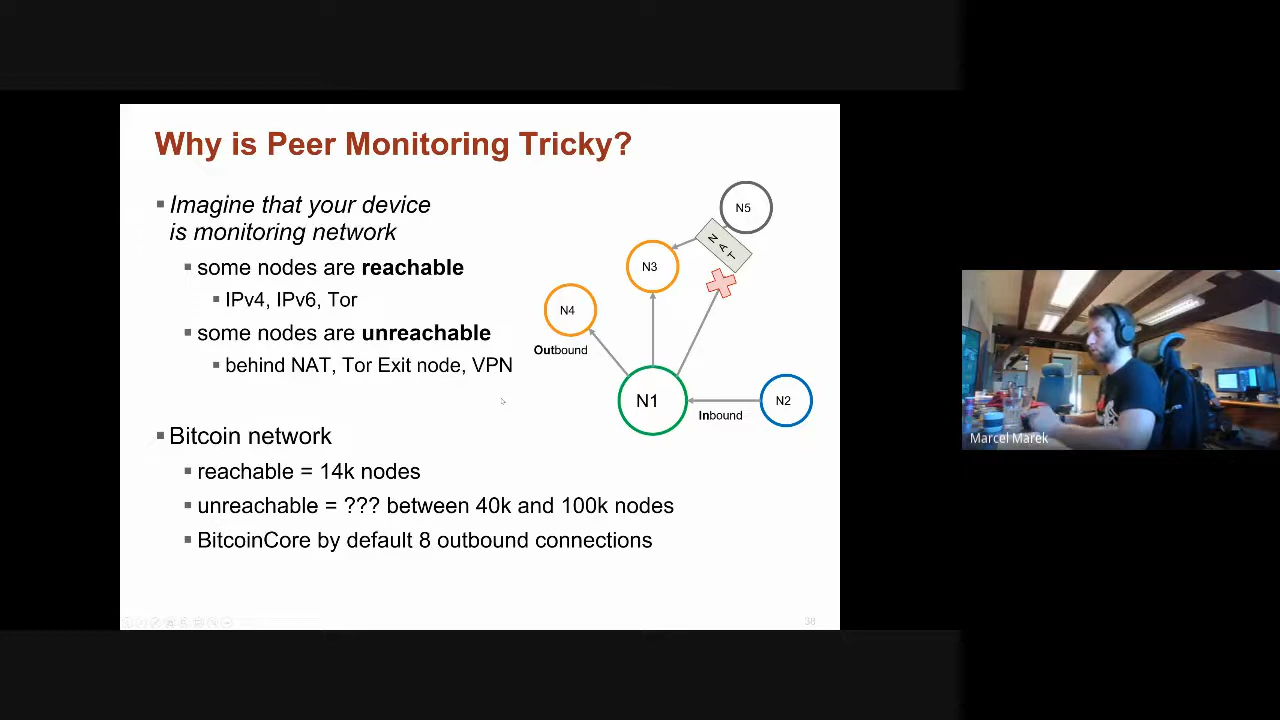 Why is Peer Monitoring Tricky?
Imagine that your device
is monitoring network
some nodes are reachable
IPv4, IPv6, Tor
some nodes are unreachable
behind NAT, Tor Exit node, VPN
Bitcoin network
reachable = 14k nodes
unreachable = ??? between 40k and 100k nodes
BitcoinCore by default 8 outbound connections
N5
NAT
N3
N4
Outbound
N1
Inbound
N2
38
Marcel Marek